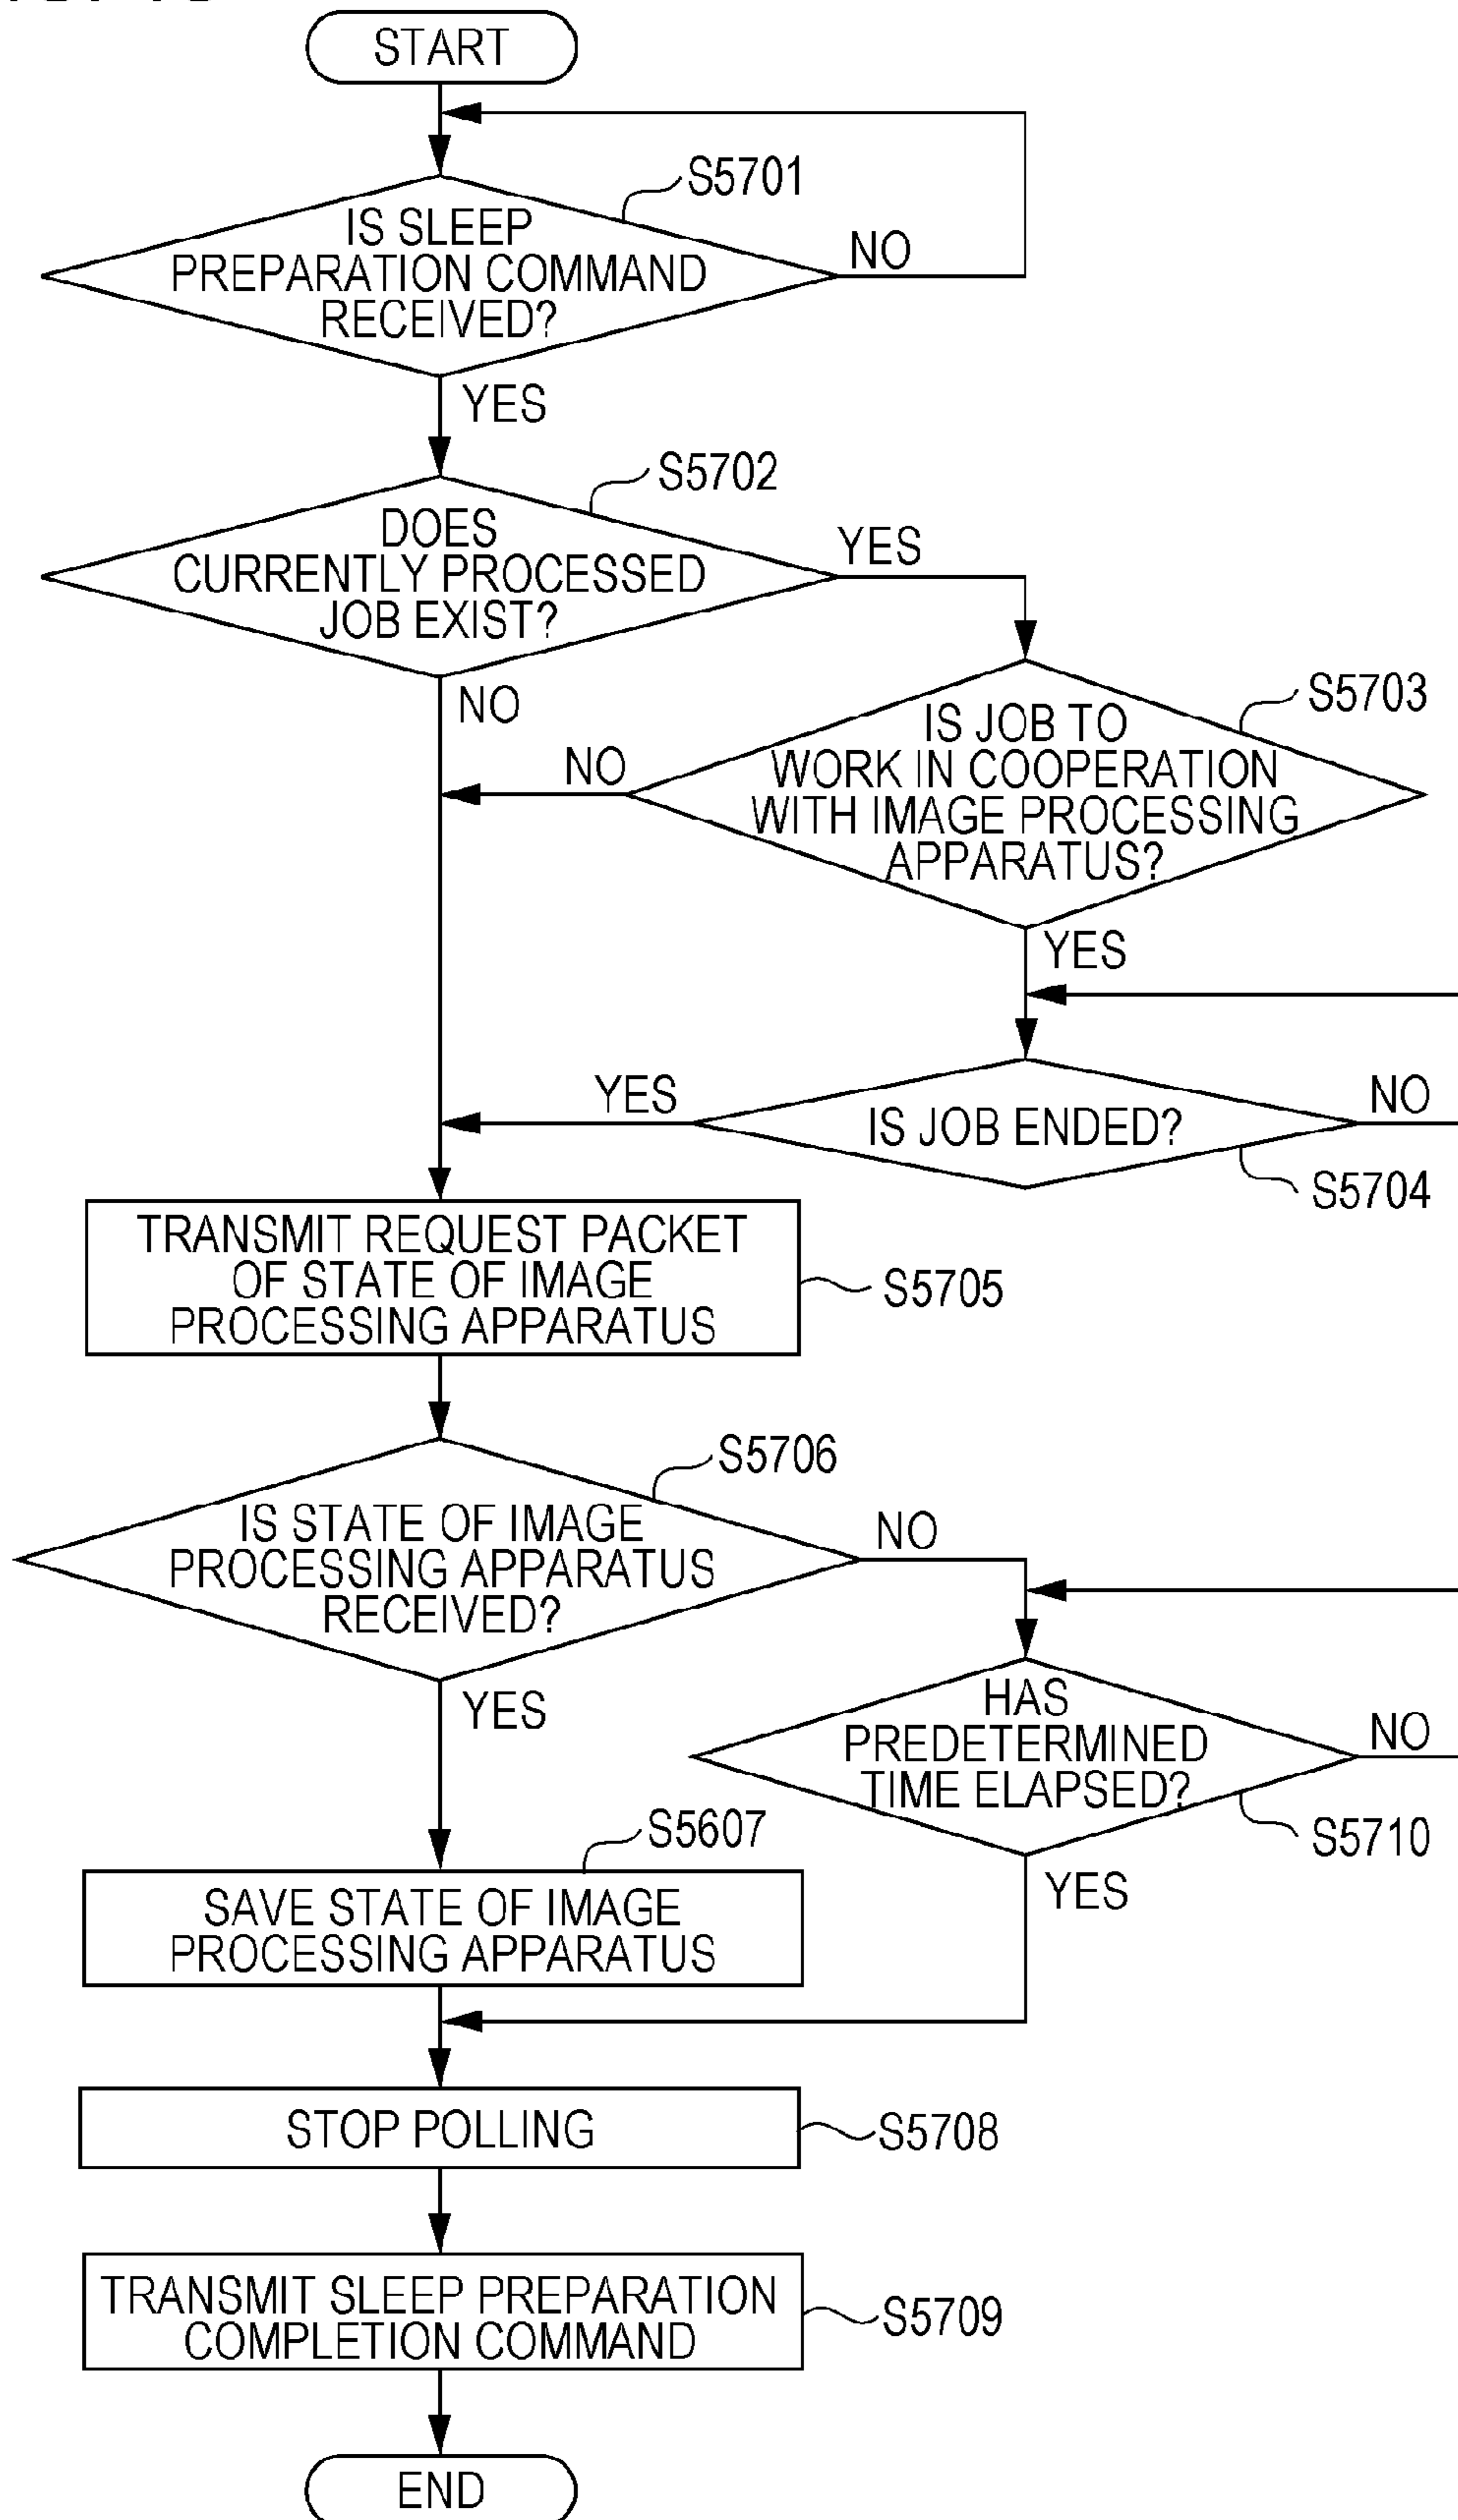 START
S5701
IS SLEEP
PREPARATION COMMAND
RECEIVED?
NO
YES
S5702
DOES
CURRENTLY PROCESSED
JOB EXIST?
YES
NO
S5703
IS JOB TO
WORK IN COOPERATION
WITH IMAGE PROCESSING
APPARATUS?
NO
YES
IS JOB ENDED?
YES
NO
S5704
TRANSMIT REQUEST PACKET
OF STATE OF IMAGE
PROCESSING APPARATUS
S5705
S5706
IS STATE OF IMAGE
PROCESSING APPARATUS
RECEIVED?
NO
YES
HAS
PREDETERMINED
TIME ELAPSED?
NO
S5710
YES
S5607
SAVE STATE OF IMAGE
PROCESSING APPARATUS
STOP POLLING
S5708
TRANSMIT SLEEP PREPARATION
COMPLETION COMMAND
S5709
END